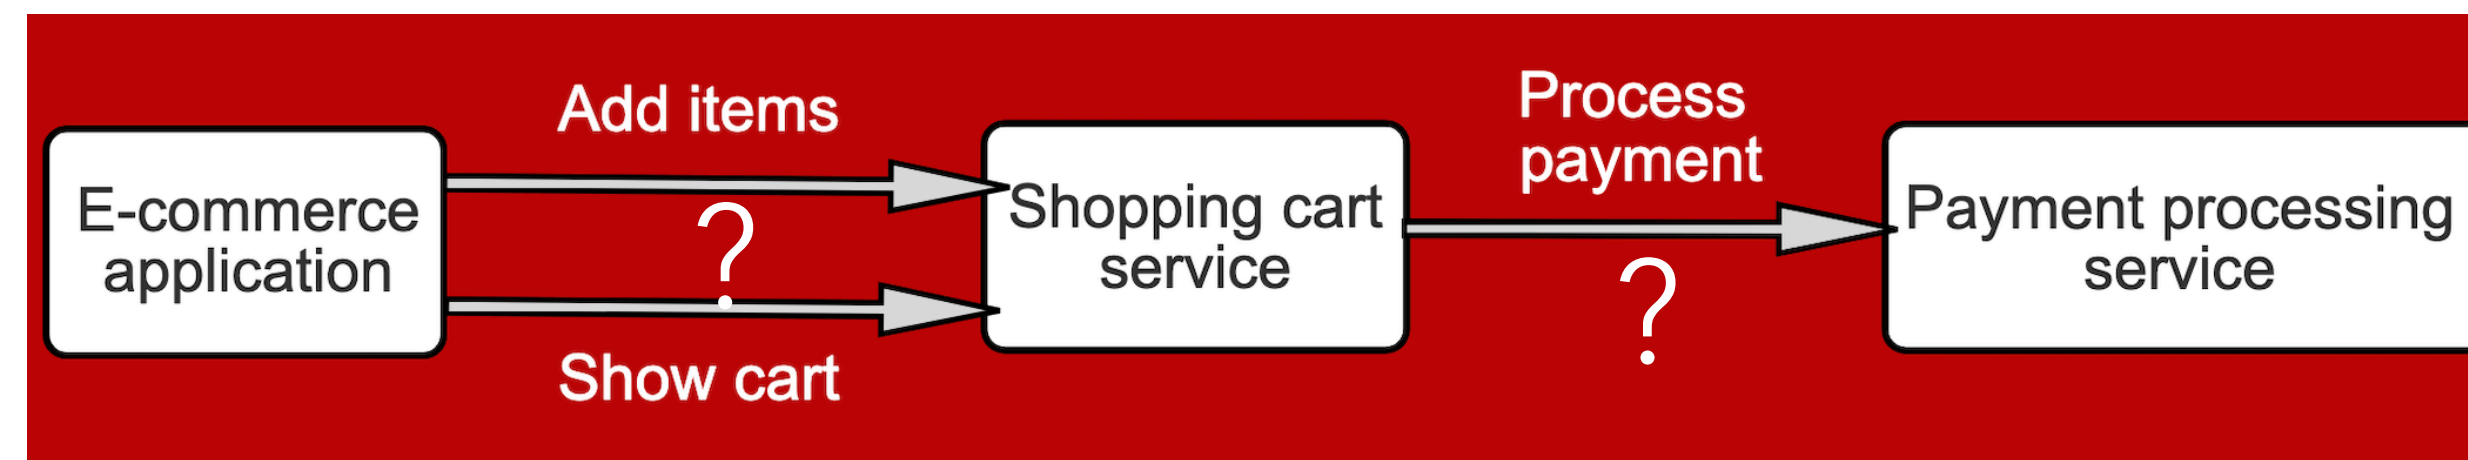 E-commerce
application
Add items
?
Show cart
Shopping cart
service
Process
payment
?
Payment processing
service